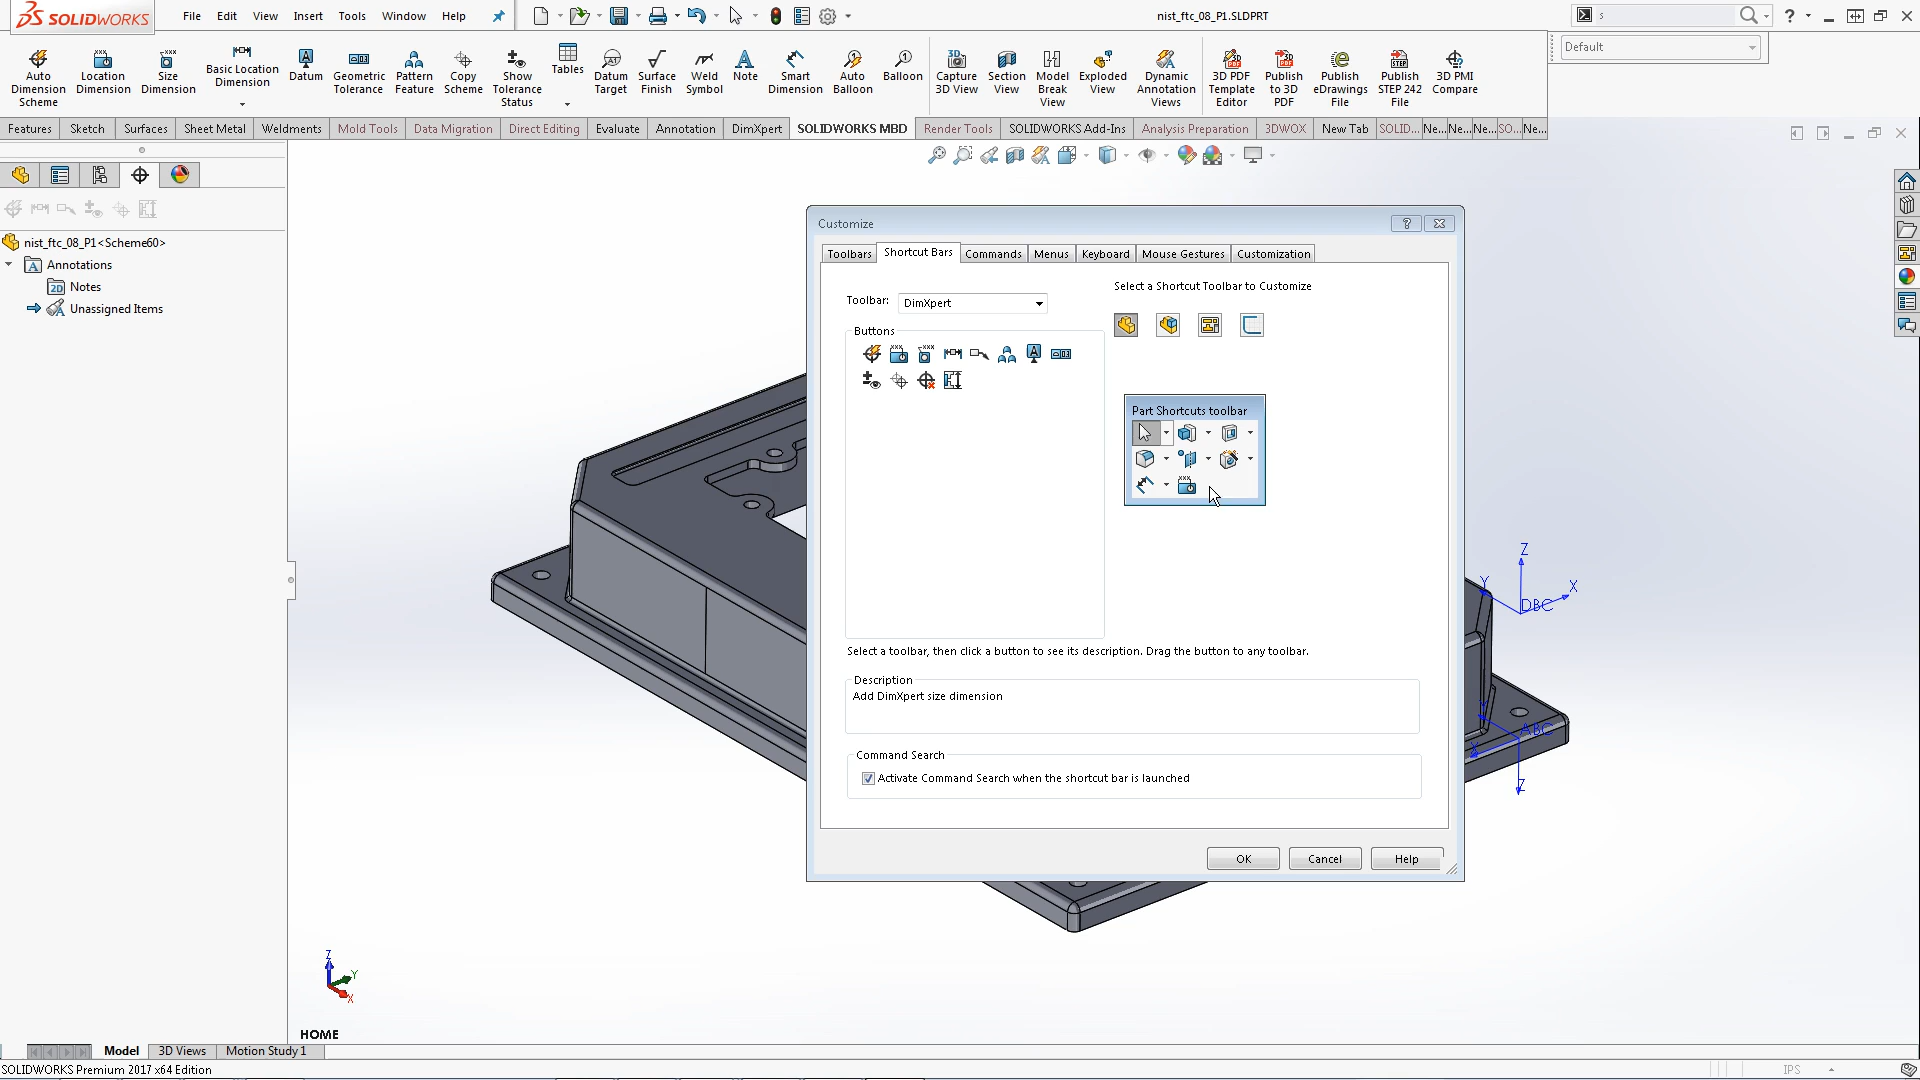 SOLIDWORKS
File Edit View Insert Tools Window Help
nist_ftc_08_P1.SLDPRT
s
?
Default
Auto Dimension Scheme
Location Dimension
Size Dimension
Basic Location Dimension
Datum
Geometric Tolerance
Pattern Feature
Copy Scheme
Show Tolerance Status
Tables
Datum Target
Surface Finish
Weld Symbol
Note
Smart Dimension
Auto Balloon
Balloon
Capture 3D View
Section View
Model Break View
Exploded View
Dynamic Annotation Views
3D PDF Template Editor
Publish to 3D PDF
Publish eDrawings File
Publish STEP 242 File
3D PMI Compare
Features Sketch Surfaces Sheet Metal Weldments Mold Tools Data Migration Direct Editing Evaluate Annotation DimXpert SOLIDWORKS MBD Render Tools SOLIDWORKS Add-Ins Analysis Preparation 3DWOX New Tab SOLID... Ne... Ne... Ne... SO... Ne...
nist_ftc_08_P1<Scheme60>
Annotations
Notes
Unassigned Items
Customize
Toolbars Shortcut Bars Commands Menus Keyboard Mouse Gestures Customization
Toolbar: DimXpert
Select a Shortcut Toolbar to Customize
Buttons
Part Shortcuts toolbar
Select a toolbar, then click a button to see its description. Drag the button to any toolbar.
Description
Add DimXpert size dimension
Command Search
Activate Command Search when the shortcut bar is launched
OK Cancel Help
Z
Y
X
DBC
ABC
X
Z
Z
Y
X
HOME
Model 3D Views Motion Study 1
SOLIDWORKS Premium 2017 x64 Edition
IPS